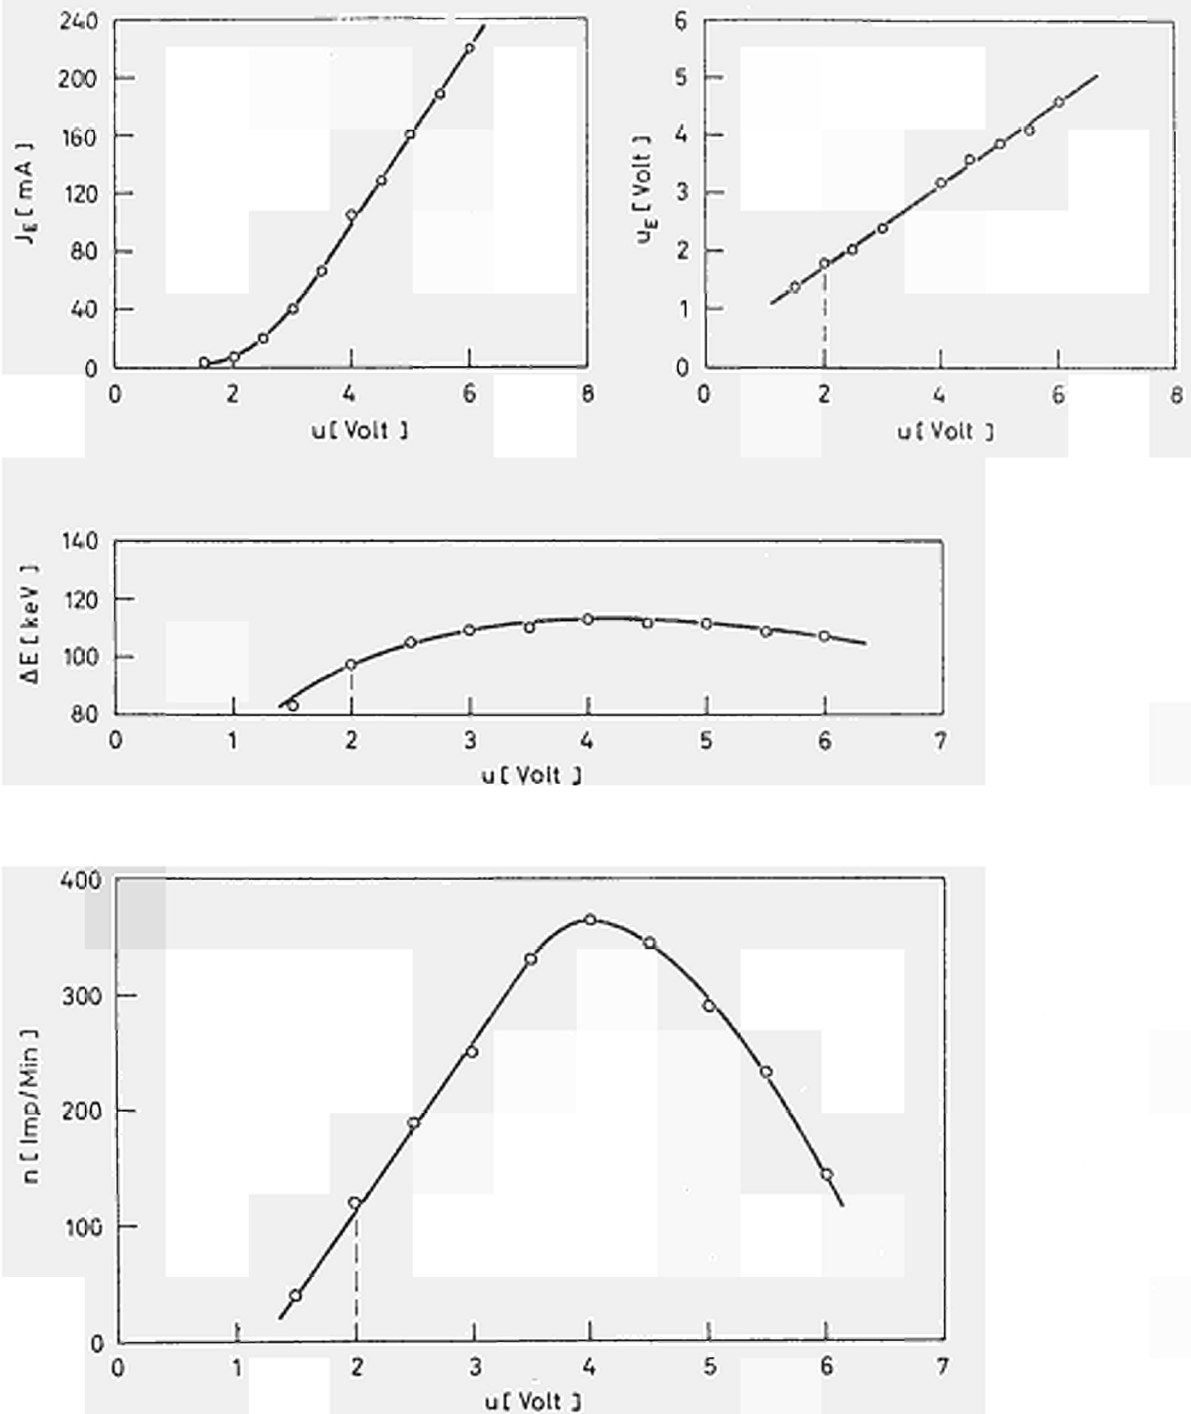 240
200
160
120
80
40
0
J_E [ mA ]
0 2 4 6 8
u [ Volt ]
6
5
4
3
2
1
0
u_E [ Volt ]
0 2 4 6 8
u [ Volt ]
140
120
100
80
ΔE [ keV ]
0 1 2 3 4 5 6 7
u [ Volt ]
400
300
200
100
0
n [ Imp/Min ]
0 1 2 3 4 5 6 7
u [ Volt ]